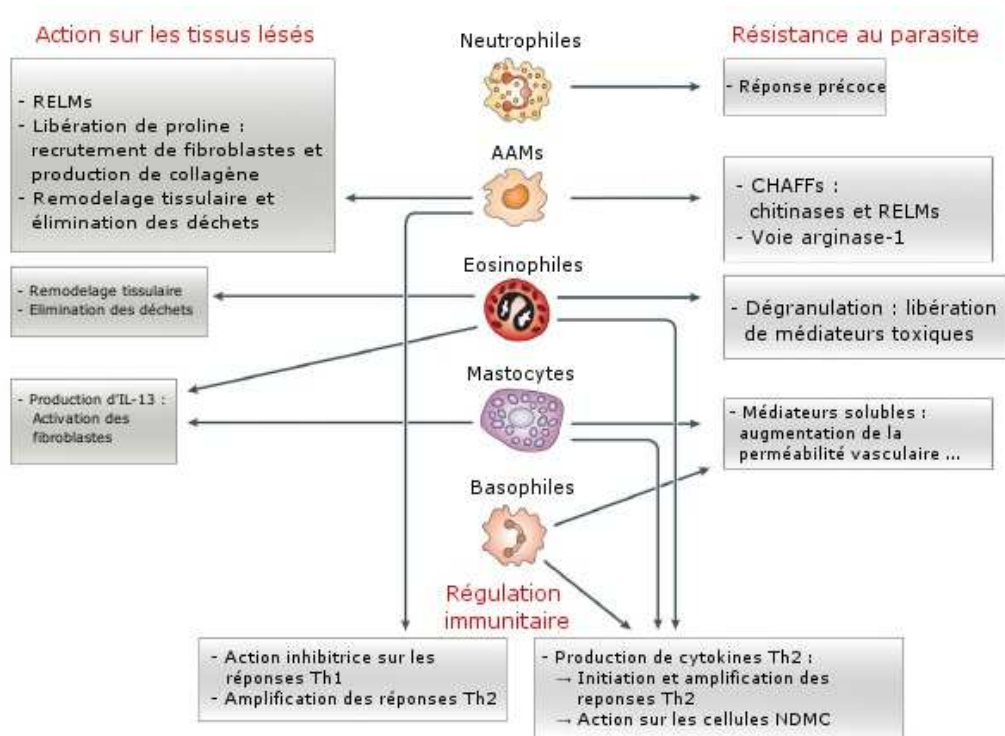 Action sur les tissus lésés
Neutrophiles
Résistance au parasite
- RELMs
- Libération de proline :
recrutement de fibroblastes et
production de collagène
- Remodelage tissulaire et
élimination des déchets
- Réponse précoce
AAMs
- CHAFFs :
chitinases et RELMs
- Voie arginase-1
Eosinophiles
- Remodelage tissulaire
- Elimination des déchets
- Dégranulation : libération
de médiateurs toxiques
Mastocytes
- Production d'IL-13 :
Activation des
fibroblastes
- Médiateurs solubles :
augmentation de la
perméabilité vasculaire ...
Basophiles
Régulation
immunitaire
- Action inhibitrice sur les
réponses Th1
- Amplification des réponses Th2
- Production de cytokines Th2 :
→ Initiation et amplification des
reponses Th2
→ Action sur les cellules NDMC